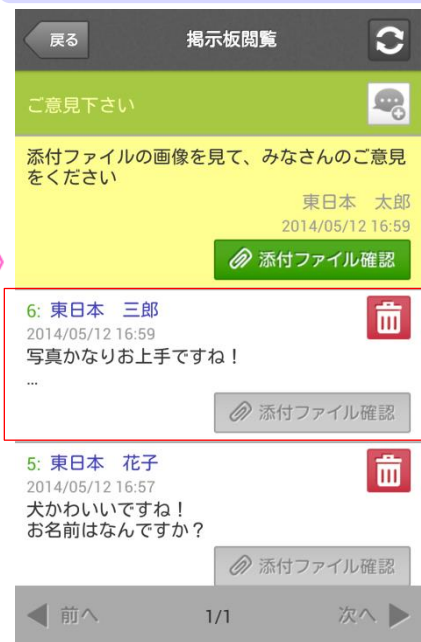 戻る 掲示板閲覧
ご意見下さい
添付ファイルの画像を見て、みなさんのご意見
をください
東日本　太郎
2014/05/12 16:59
添付ファイル確認
6: 東日本　三郎
2014/05/12 16:59
写真かなりお上手ですね！
...
添付ファイル確認
5: 東日本　花子
2014/05/12 16:57
犬かわいいですね！
お名前はなんですか？
添付ファイル確認
前へ 1/1 次へ